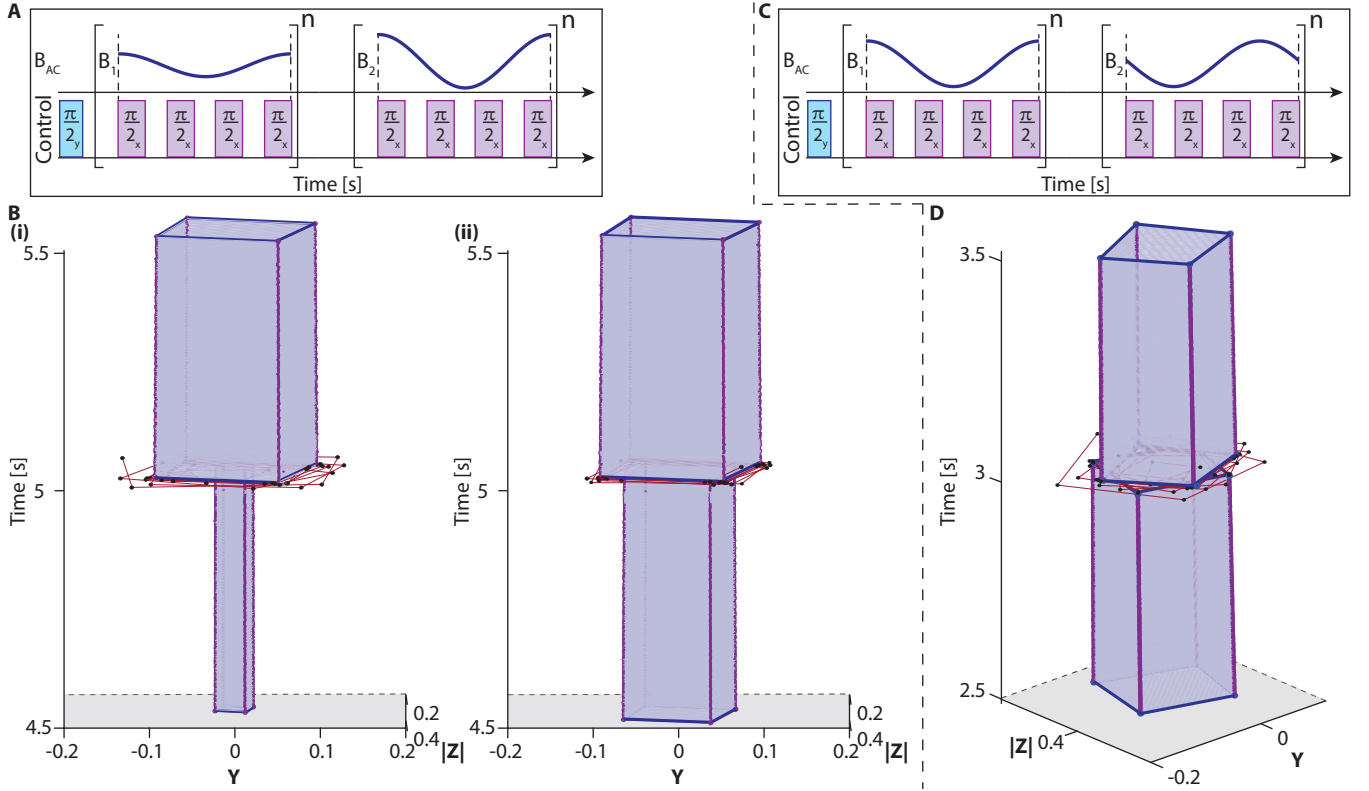 A
n
n
B_AC
B_1
B_2
Control
π/2_y
π/2_x
π/2_x
π/2_x
π/2_x
π/2_x
π/2_x
π/2_x
π/2_x
Time [s]
C
n
n
B_AC
B_1
B_2
Control
π/2_y
π/2_x
π/2_x
π/2_x
π/2_x
π/2_x
π/2_x
π/2_x
π/2_x
Time [s]
B
(i)
5.5
5
4.5
Time [s]
-0.2
-0.1
0
0.1
0.2
Y
0.2
0.4
|Z|
(ii)
5.5
5
4.5
Time [s]
-0.2
-0.1
0
0.1
0.2
Y
0.2
0.4
|Z|
D
3.5
3
2.5
Time [s]
|Z|
0.4
-0.2
0
Y